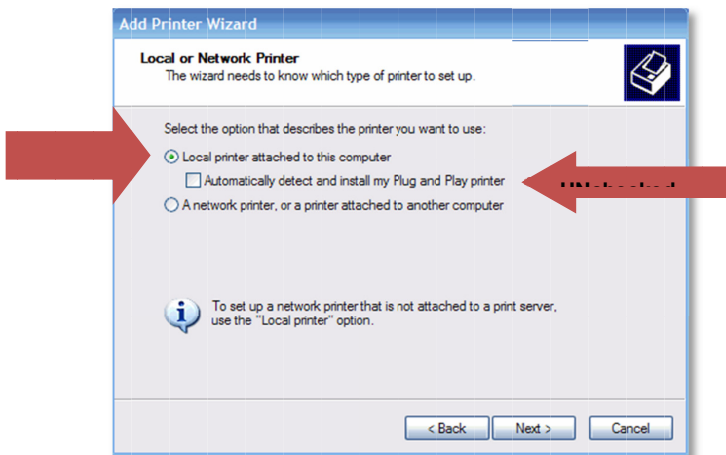 Add Printer Wizard
Local or Network Printer
The wizard needs to know which type of printer to set up.
Select the option that describes the printer you want to use:
Local printer attached to this computer
Automatically detect and install my Plug and Play printer
A network printer, or a printer attached to another computer
To set up a network printer that is not attached to a print server,
use the "Local printer" option.
< Back
Next >
Cancel